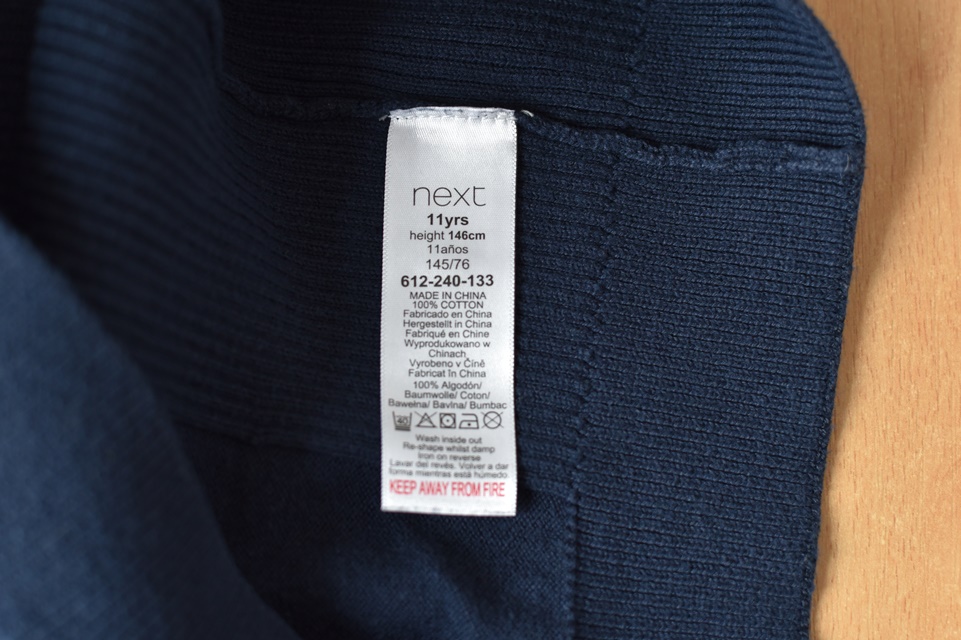 next
11yrs
height 146cm
11años
145/76
612-240-133
MADE IN CHINA
100% COTTON
Fabricado en China
Hergestellt in China
Fabriqué en Chine
Wyprodukowano w
Chinach
Vyrobeno v Číně
Fabricat în China
100% Algodón/
Baumwolle/ Coton/
Bawełna/ Bavlna/ Bumbac
40
Wash inside out
Re-shape whilst damp
Iron on reverse
Lavar del revés. Volver a dar
forma mientras está húmedo
KEEP AWAY FROM FIRE